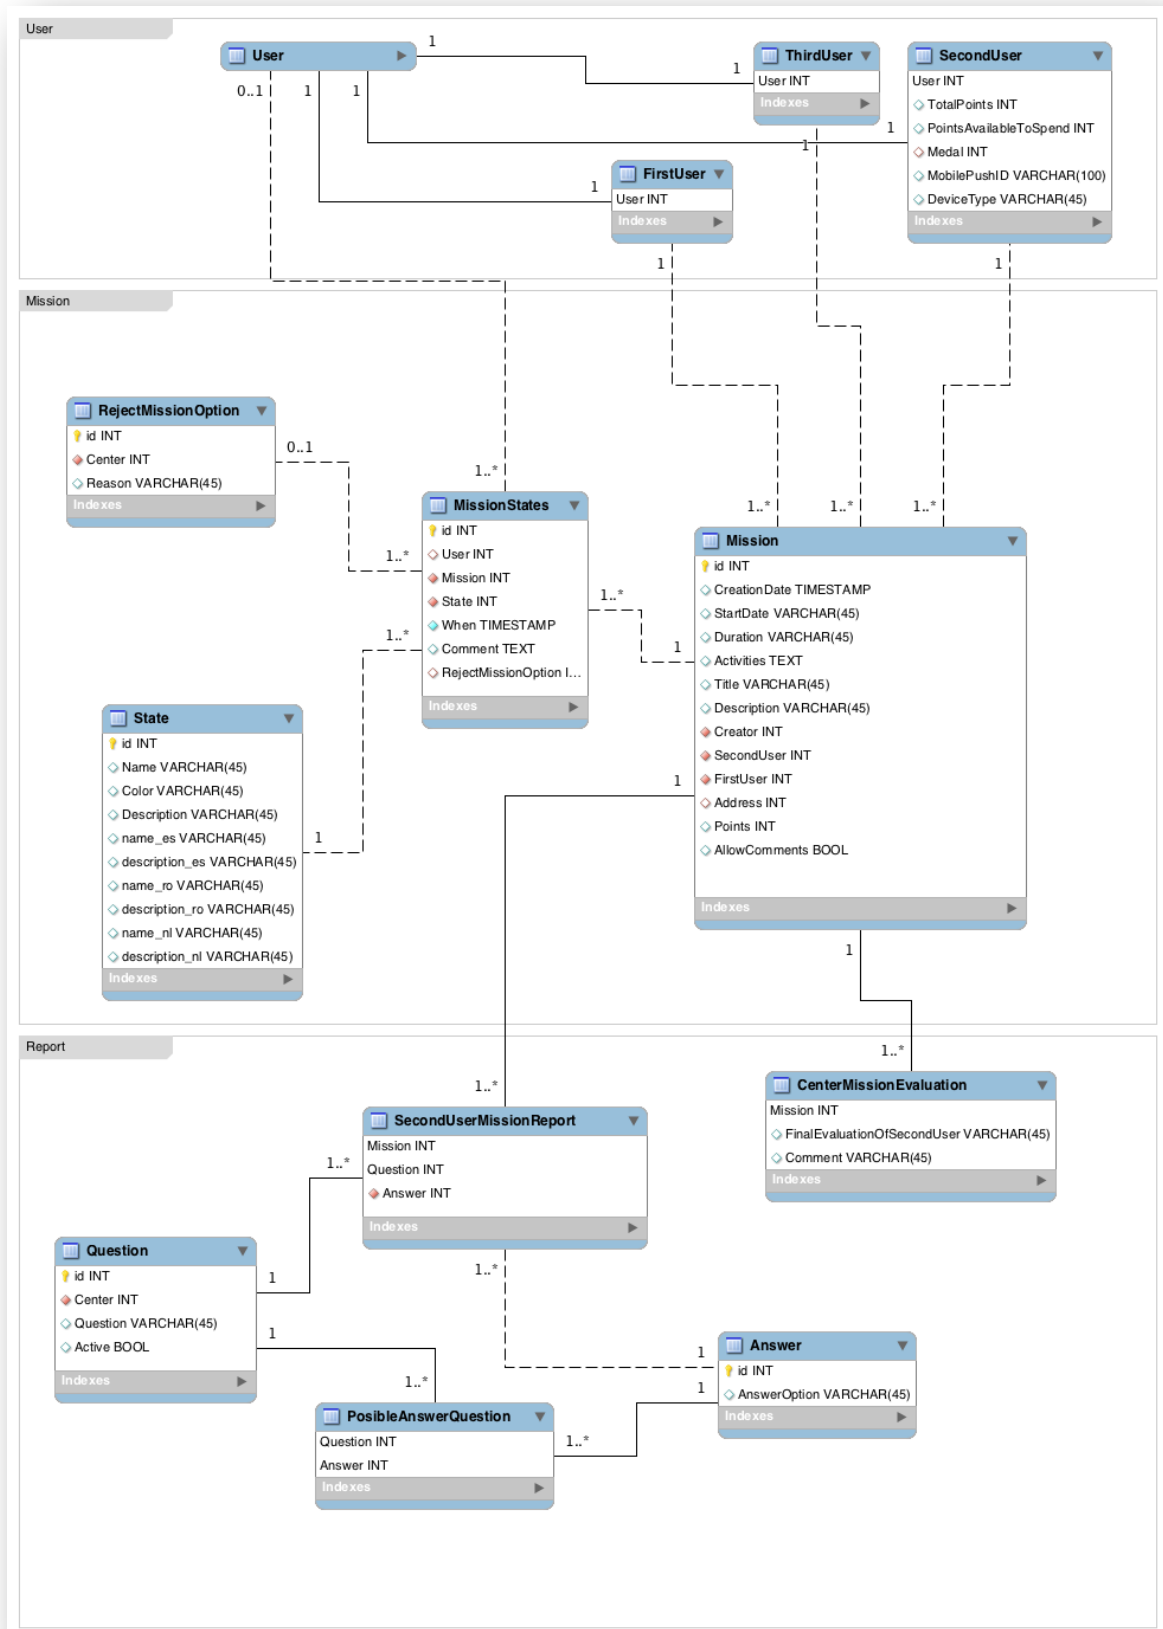 User
User
1
ThirdUser
1
User INT
Indexes
SecondUser
User INT
TotalPoints INT
PointsAvailableToSpend INT
Medal INT
MobilePushID VARCHAR(100)
DeviceType VARCHAR(45)
Indexes
0..1
1
1
1
1
FirstUser
1
User INT
Indexes
1
1
Mission
RejectMissionOption
id INT
Center INT
Reason VARCHAR(45)
Indexes
0..1
1..*
1..*
MissionStates
id INT
User INT
Mission INT
State INT
When TIMESTAMP
Comment TEXT
RejectMissionOption I...
Indexes
1..*
1..*
1
1..*
1..*
1..*
Mission
id INT
CreationDate TIMESTAMP
StartDate VARCHAR(45)
Duration VARCHAR(45)
Activities TEXT
Title VARCHAR(45)
Description VARCHAR(45)
Creator INT
SecondUser INT
FirstUser INT
Address INT
Points INT
AllowComments BOOL
Indexes
State
id INT
Name VARCHAR(45)
Color VARCHAR(45)
Description VARCHAR(45)
name_es VARCHAR(45)
description_es VARCHAR(45)
name_ro VARCHAR(45)
description_ro VARCHAR(45)
name_nl VARCHAR(45)
description_nl VARCHAR(45)
Indexes
1
1
1
Report
1..*
1..*
CenterMissionEvaluation
Mission INT
FinalEvaluationOfSecondUser VARCHAR(45)
Comment VARCHAR(45)
Indexes
SecondUserMissionReport
Mission INT
Question INT
Answer INT
Indexes
1..*
Question
id INT
Center INT
Question VARCHAR(45)
Active BOOL
Indexes
1
1
1..*
1..*
1
1
Answer
id INT
AnswerOption VARCHAR(45)
Indexes
PosibleAnswerQuestion
Question INT
Answer INT
Indexes
1..*